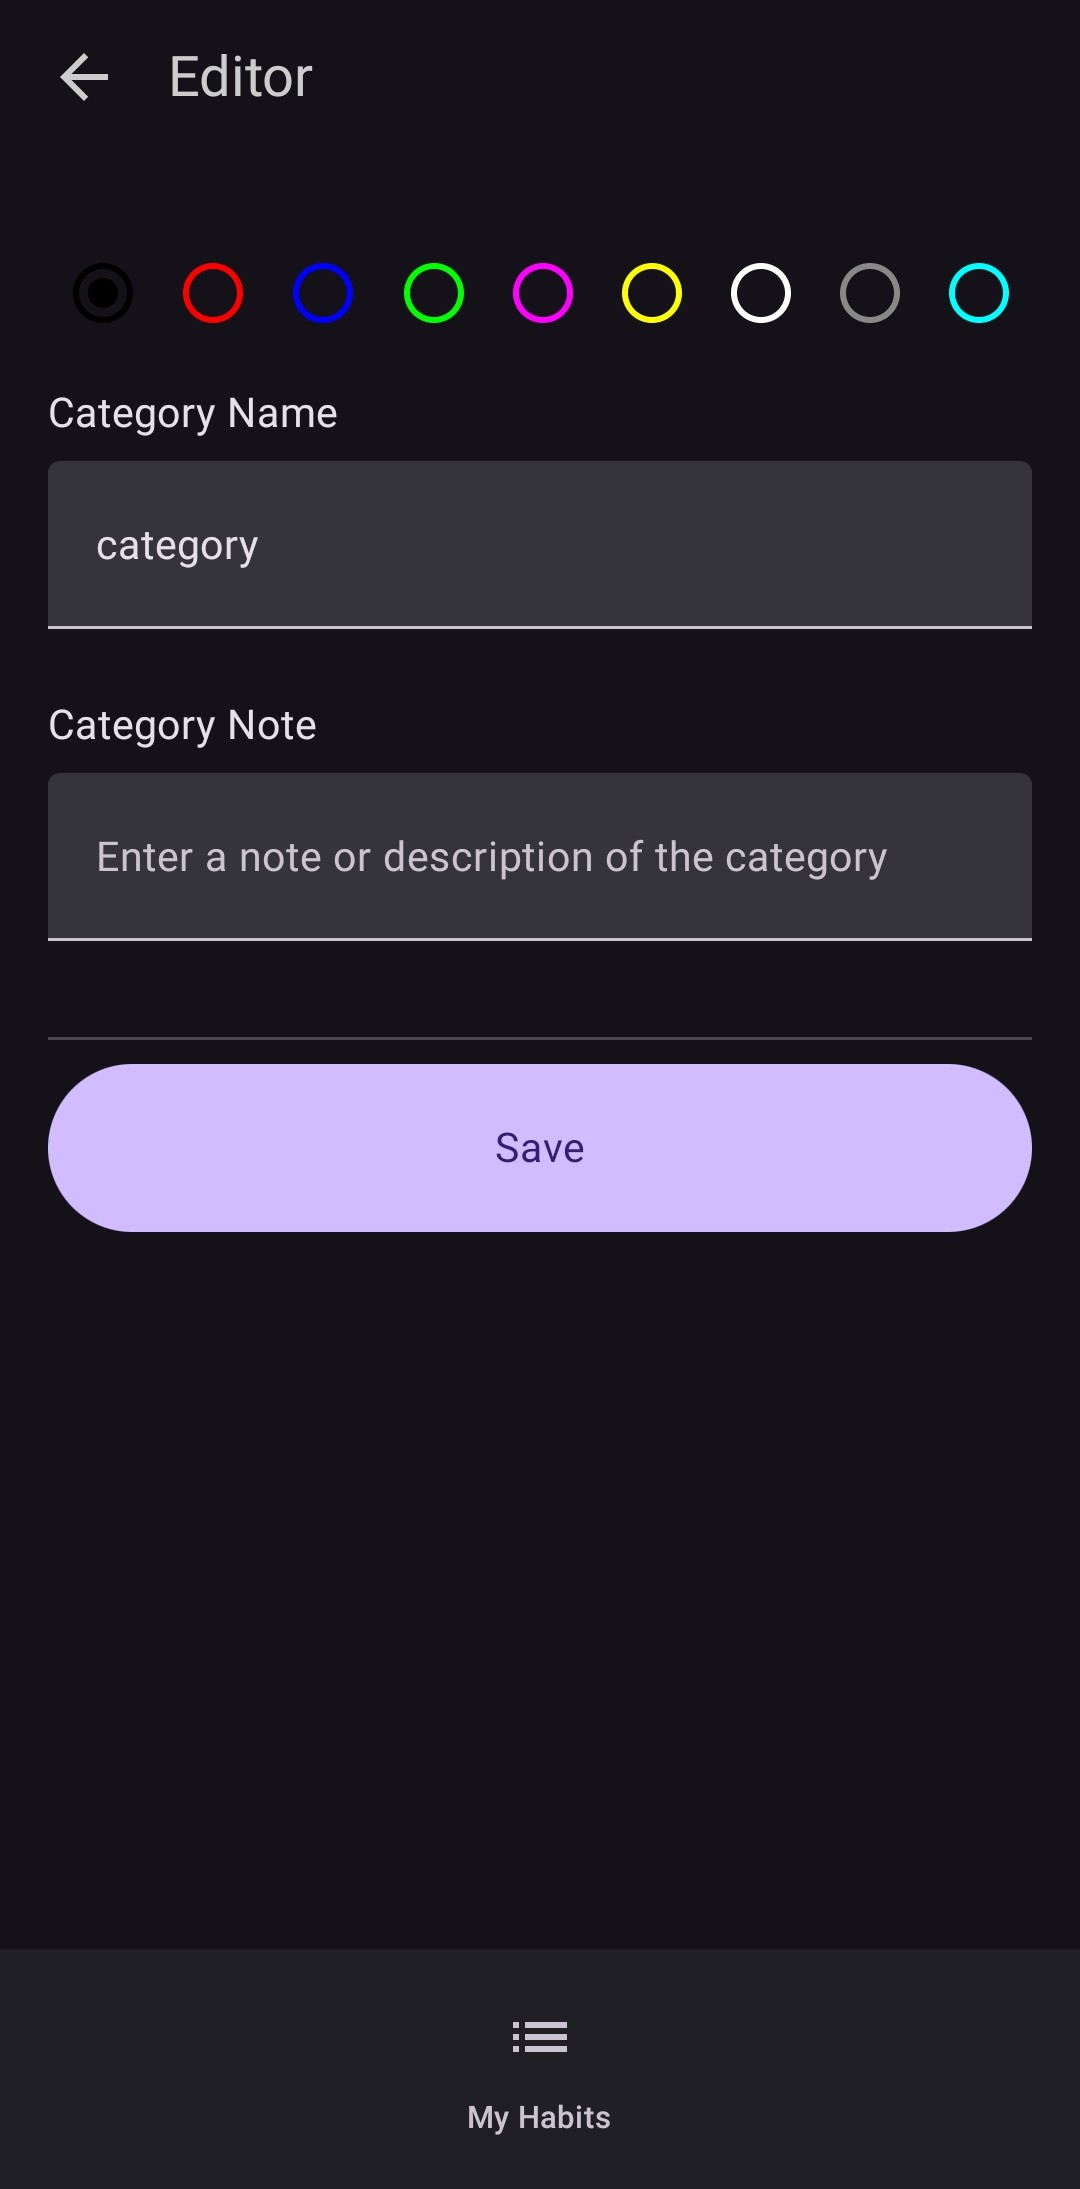 Editor
Category Name
category
Category Note
Enter a note or description of the category
Save
My Habits